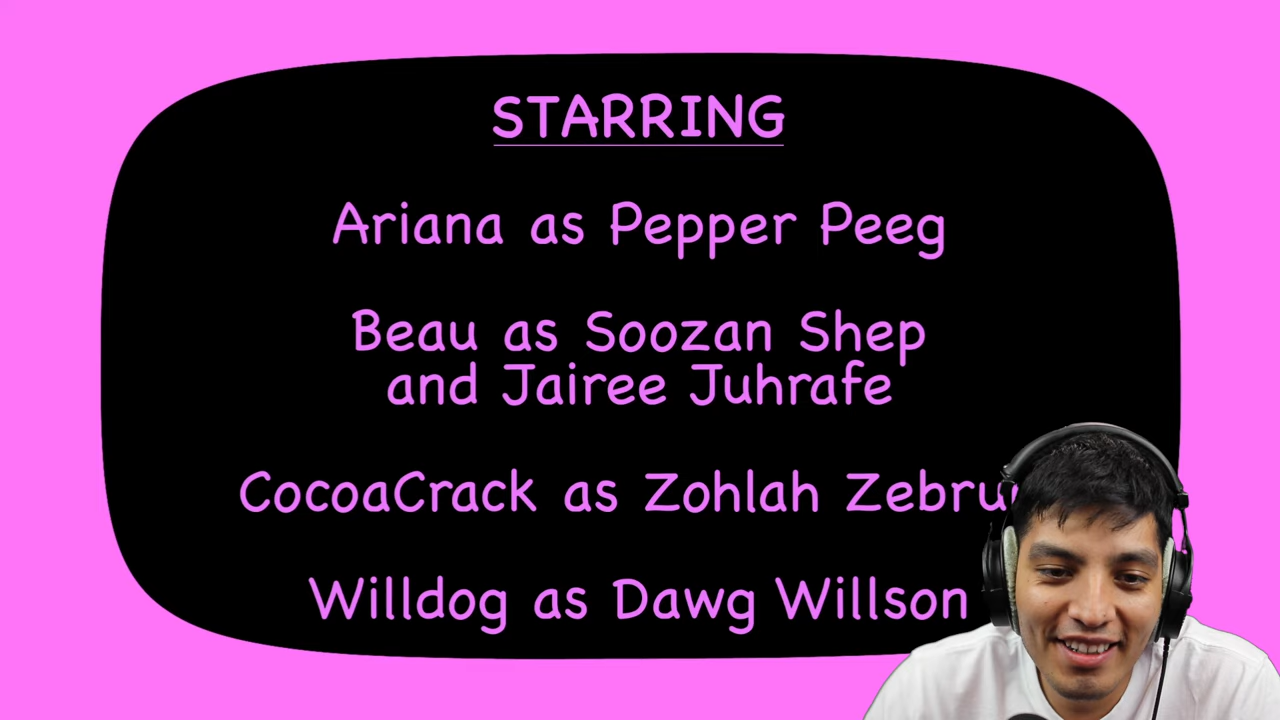 STARRING
Ariana as Pepper Peeg
Beau as Soozan Shep
and Jairee Juhrafe
CocoaCrack as Zohlah
Willdog as Dawg Willson